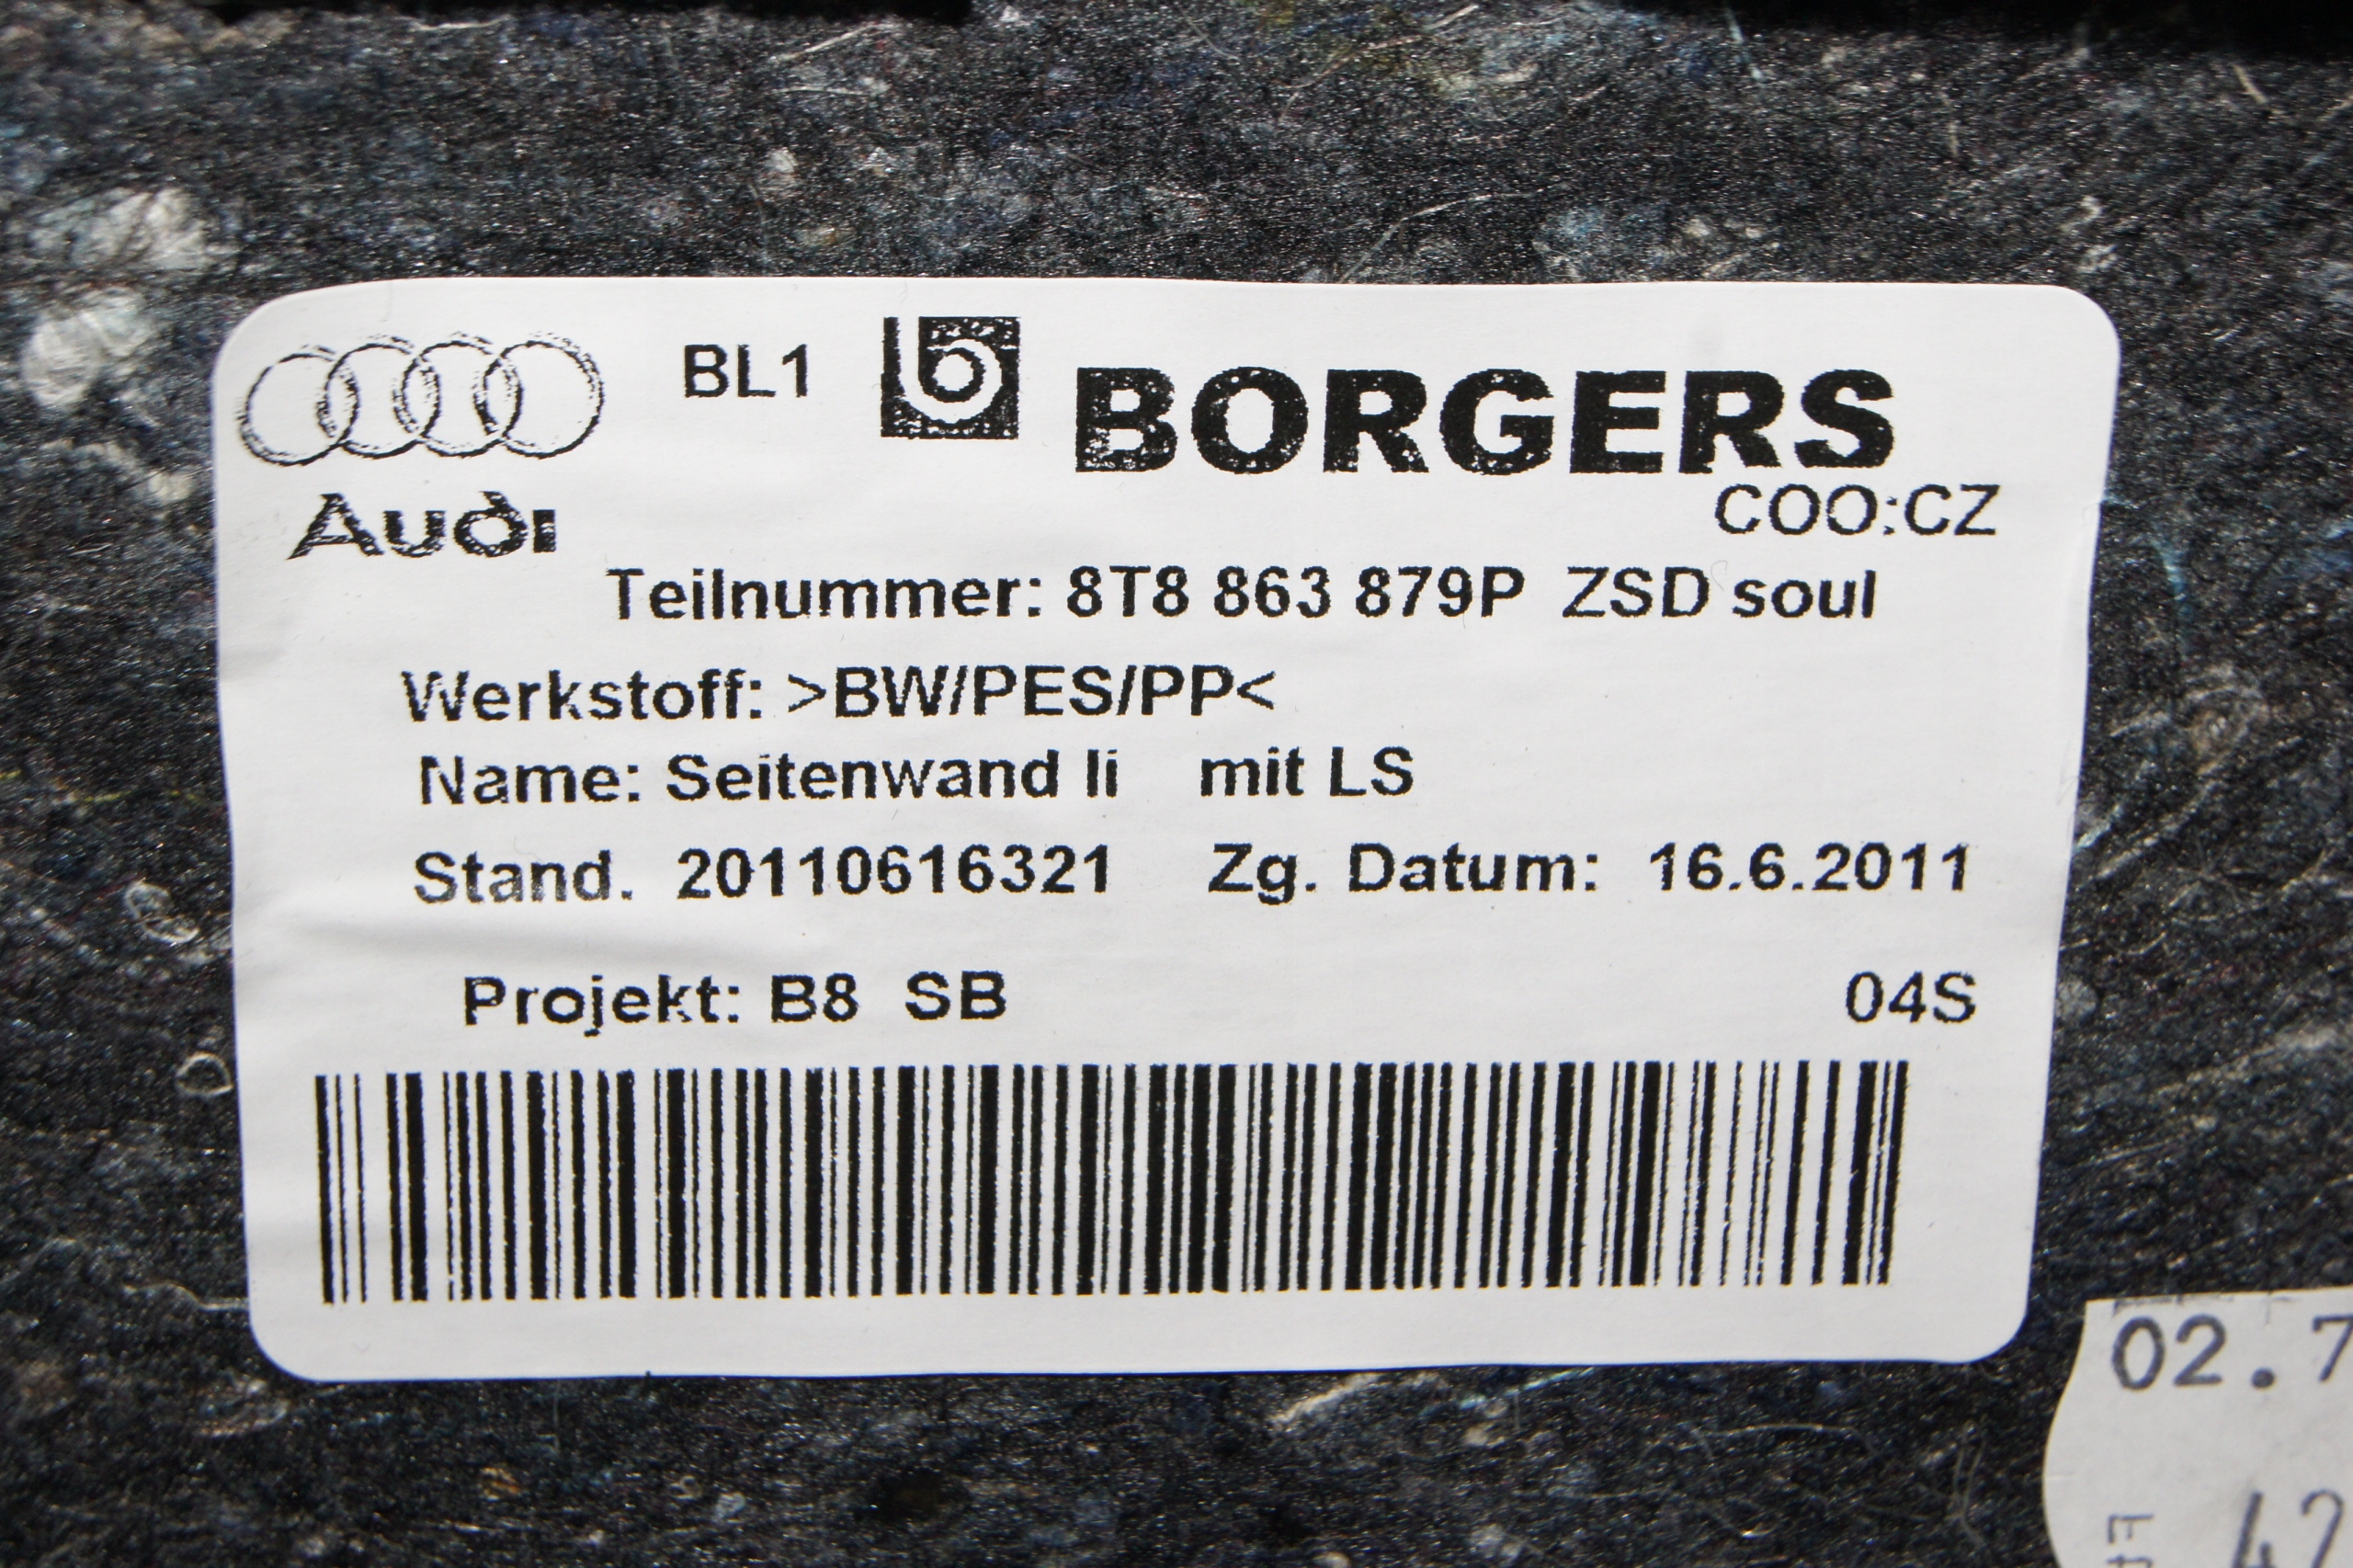 BL1 BORGERS
Audi
COO:CZ
Teilnummer: 8T8 863 879P ZSD soul
Werkstoff: >BW/PES/PP<
Name: Seitenwand li mit LS
Stand. 20110616321 Zg. Datum: 16.6.2011
Projekt: B8 SB 04S
02.7